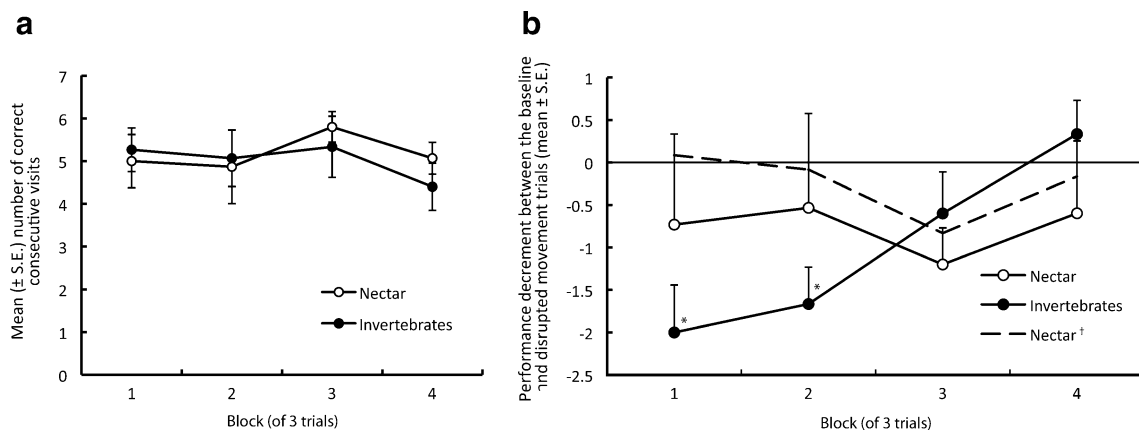 a
Mean (± S.E.) number of correct
consecutive visits
7
6
5
4
3
2
1
0
Nectar
Invertebrates
1 2 3 4
Block (of 3 trials)
b
Performance decrement between the baseline
and disrupted movement trials (mean ± S.E.)
1
0.5
0
-0.5
-1
-1.5
-2
-2.5
*
*
Nectar
Invertebrates
Nectar †
1 2 3 4
Block (of 3 trials)